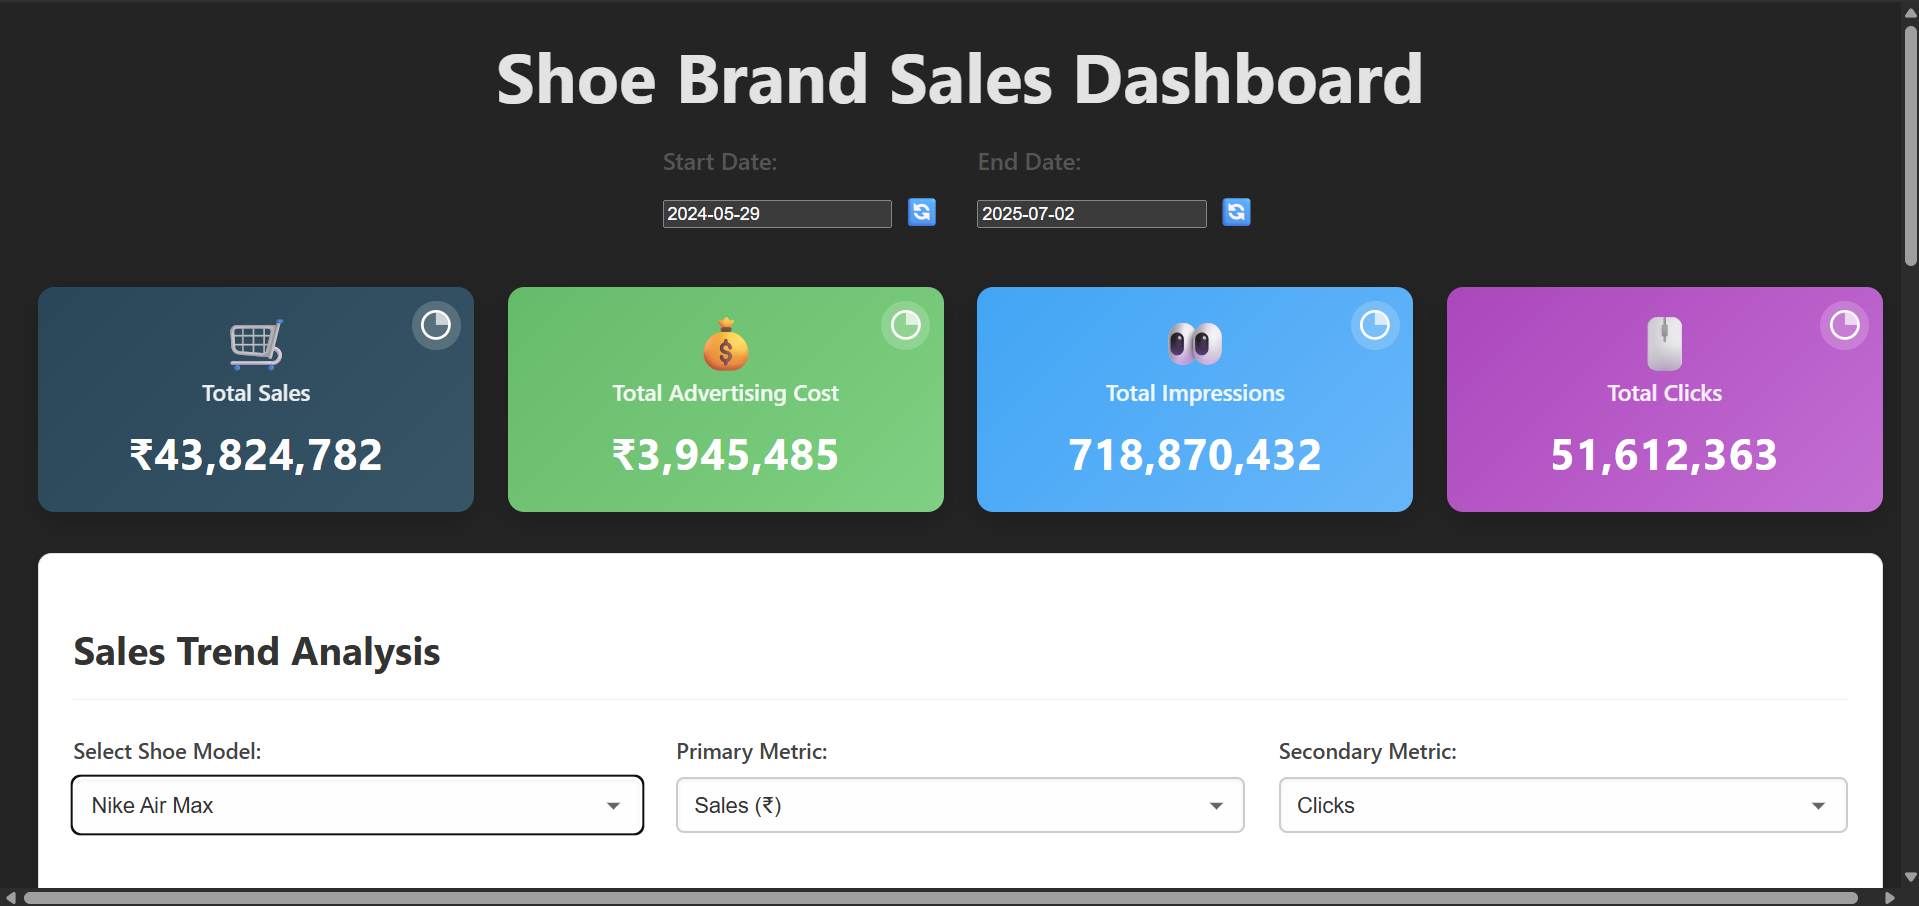 Shoe Brand Sales Dashboard
Start Date: End Date:
2024-05-29 2025-07-02
Total Sales
₹43,824,782
Total Advertising Cost
₹3,945,485
Total Impressions
718,870,432
Total Clicks
51,612,363
Sales Trend Analysis
Select Shoe Model:
Nike Air Max
Primary Metric:
Sales (₹)
Secondary Metric:
Clicks